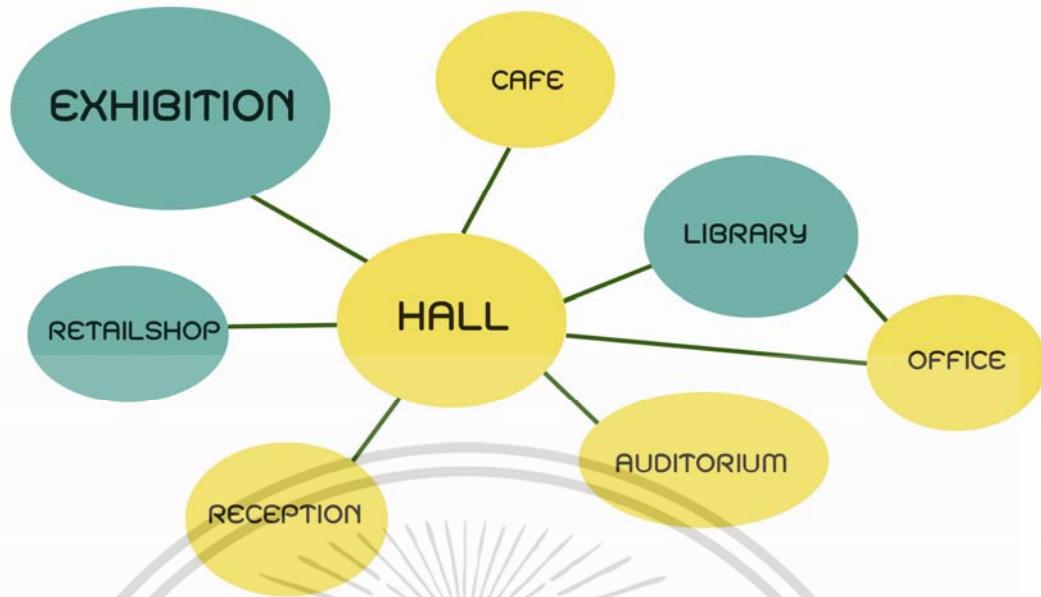 EXHIBITION
CAFE
LIBRARY
HALL
RETAILSHOP
OFFICE
AUDITORIUM
RECEPTION